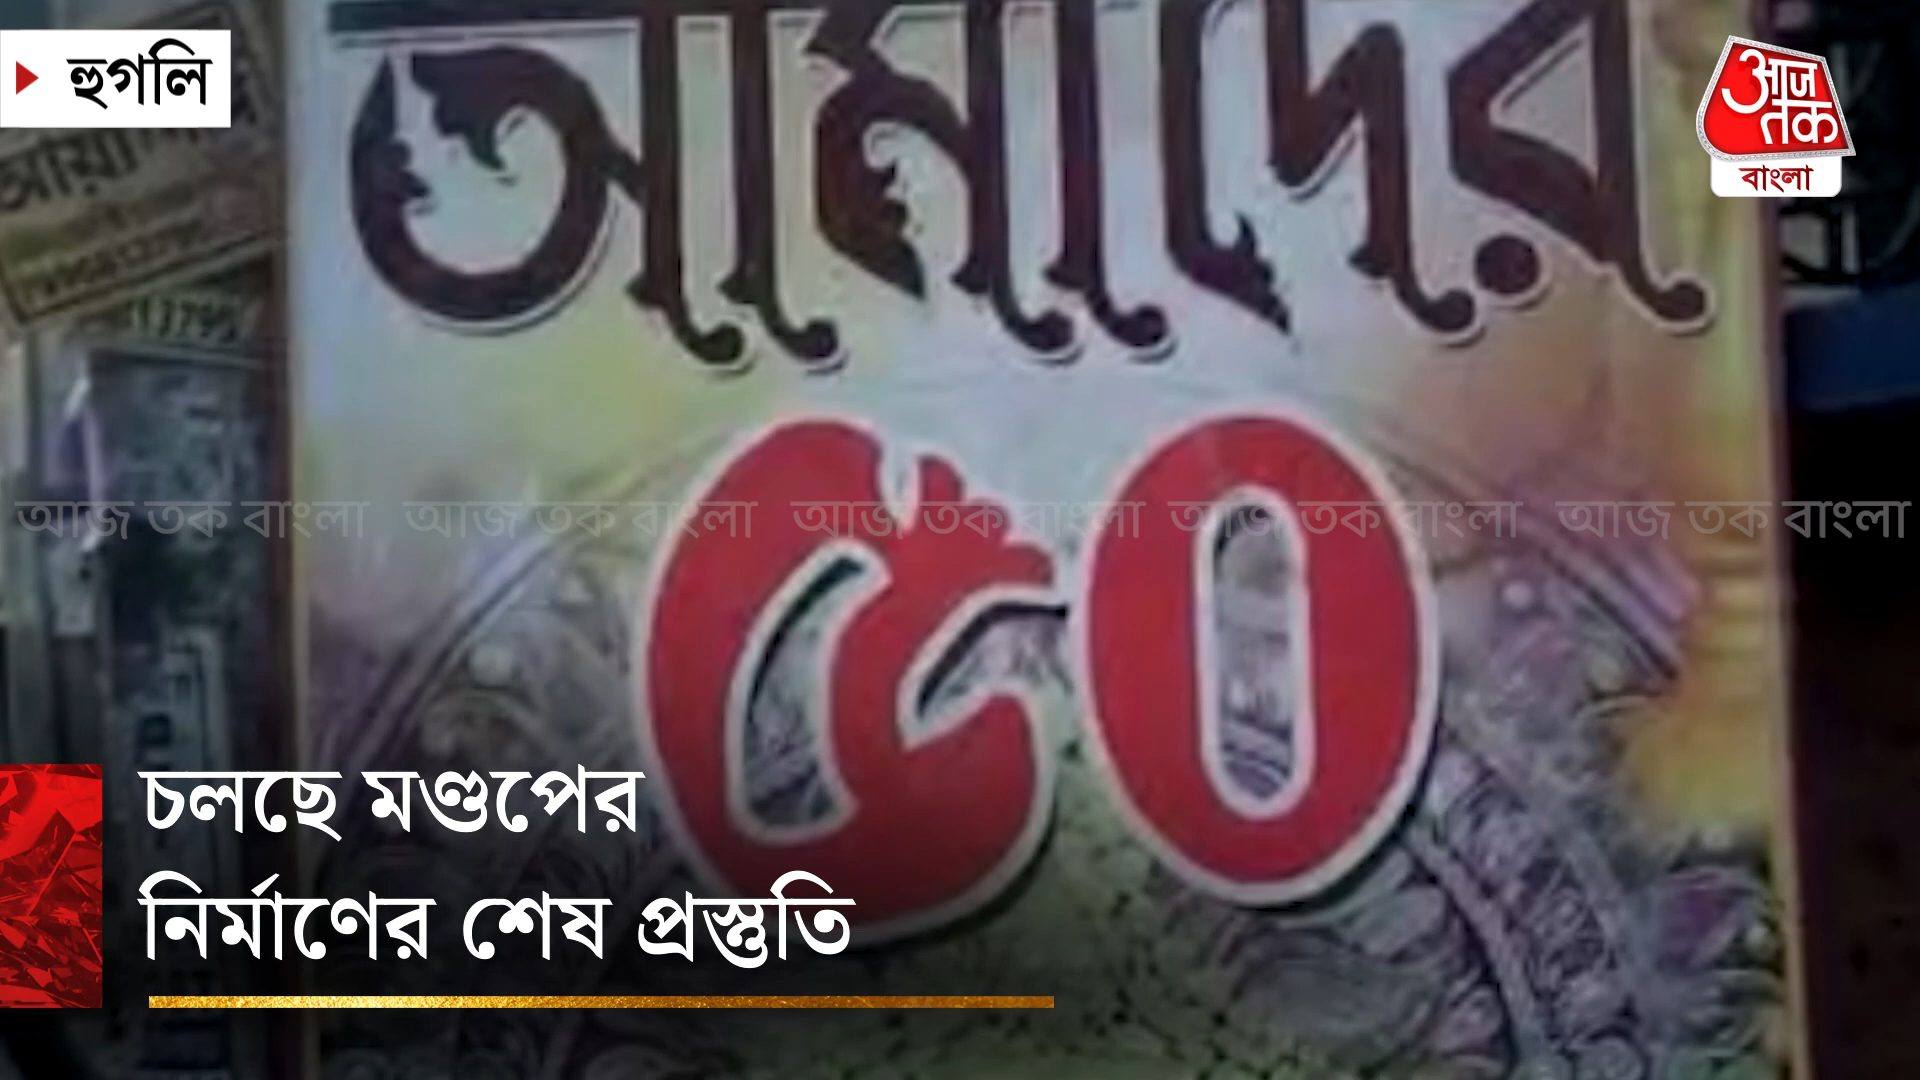 হুগলি
আজ তক
বাংলা
আমাদের
৫০
আজ তক বাংলা আজ তক বাংলা আজ তক বাংলা আজ তক বাংলা আজ তক বাংলা
চলছে মণ্ডপের
নির্মাণের শেষ প্রস্তুতি